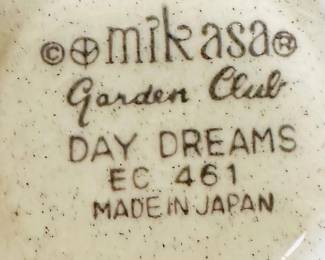 © mikasa®
Garden Club
DAY DREAMS
EC 461
MADE IN JAPAN